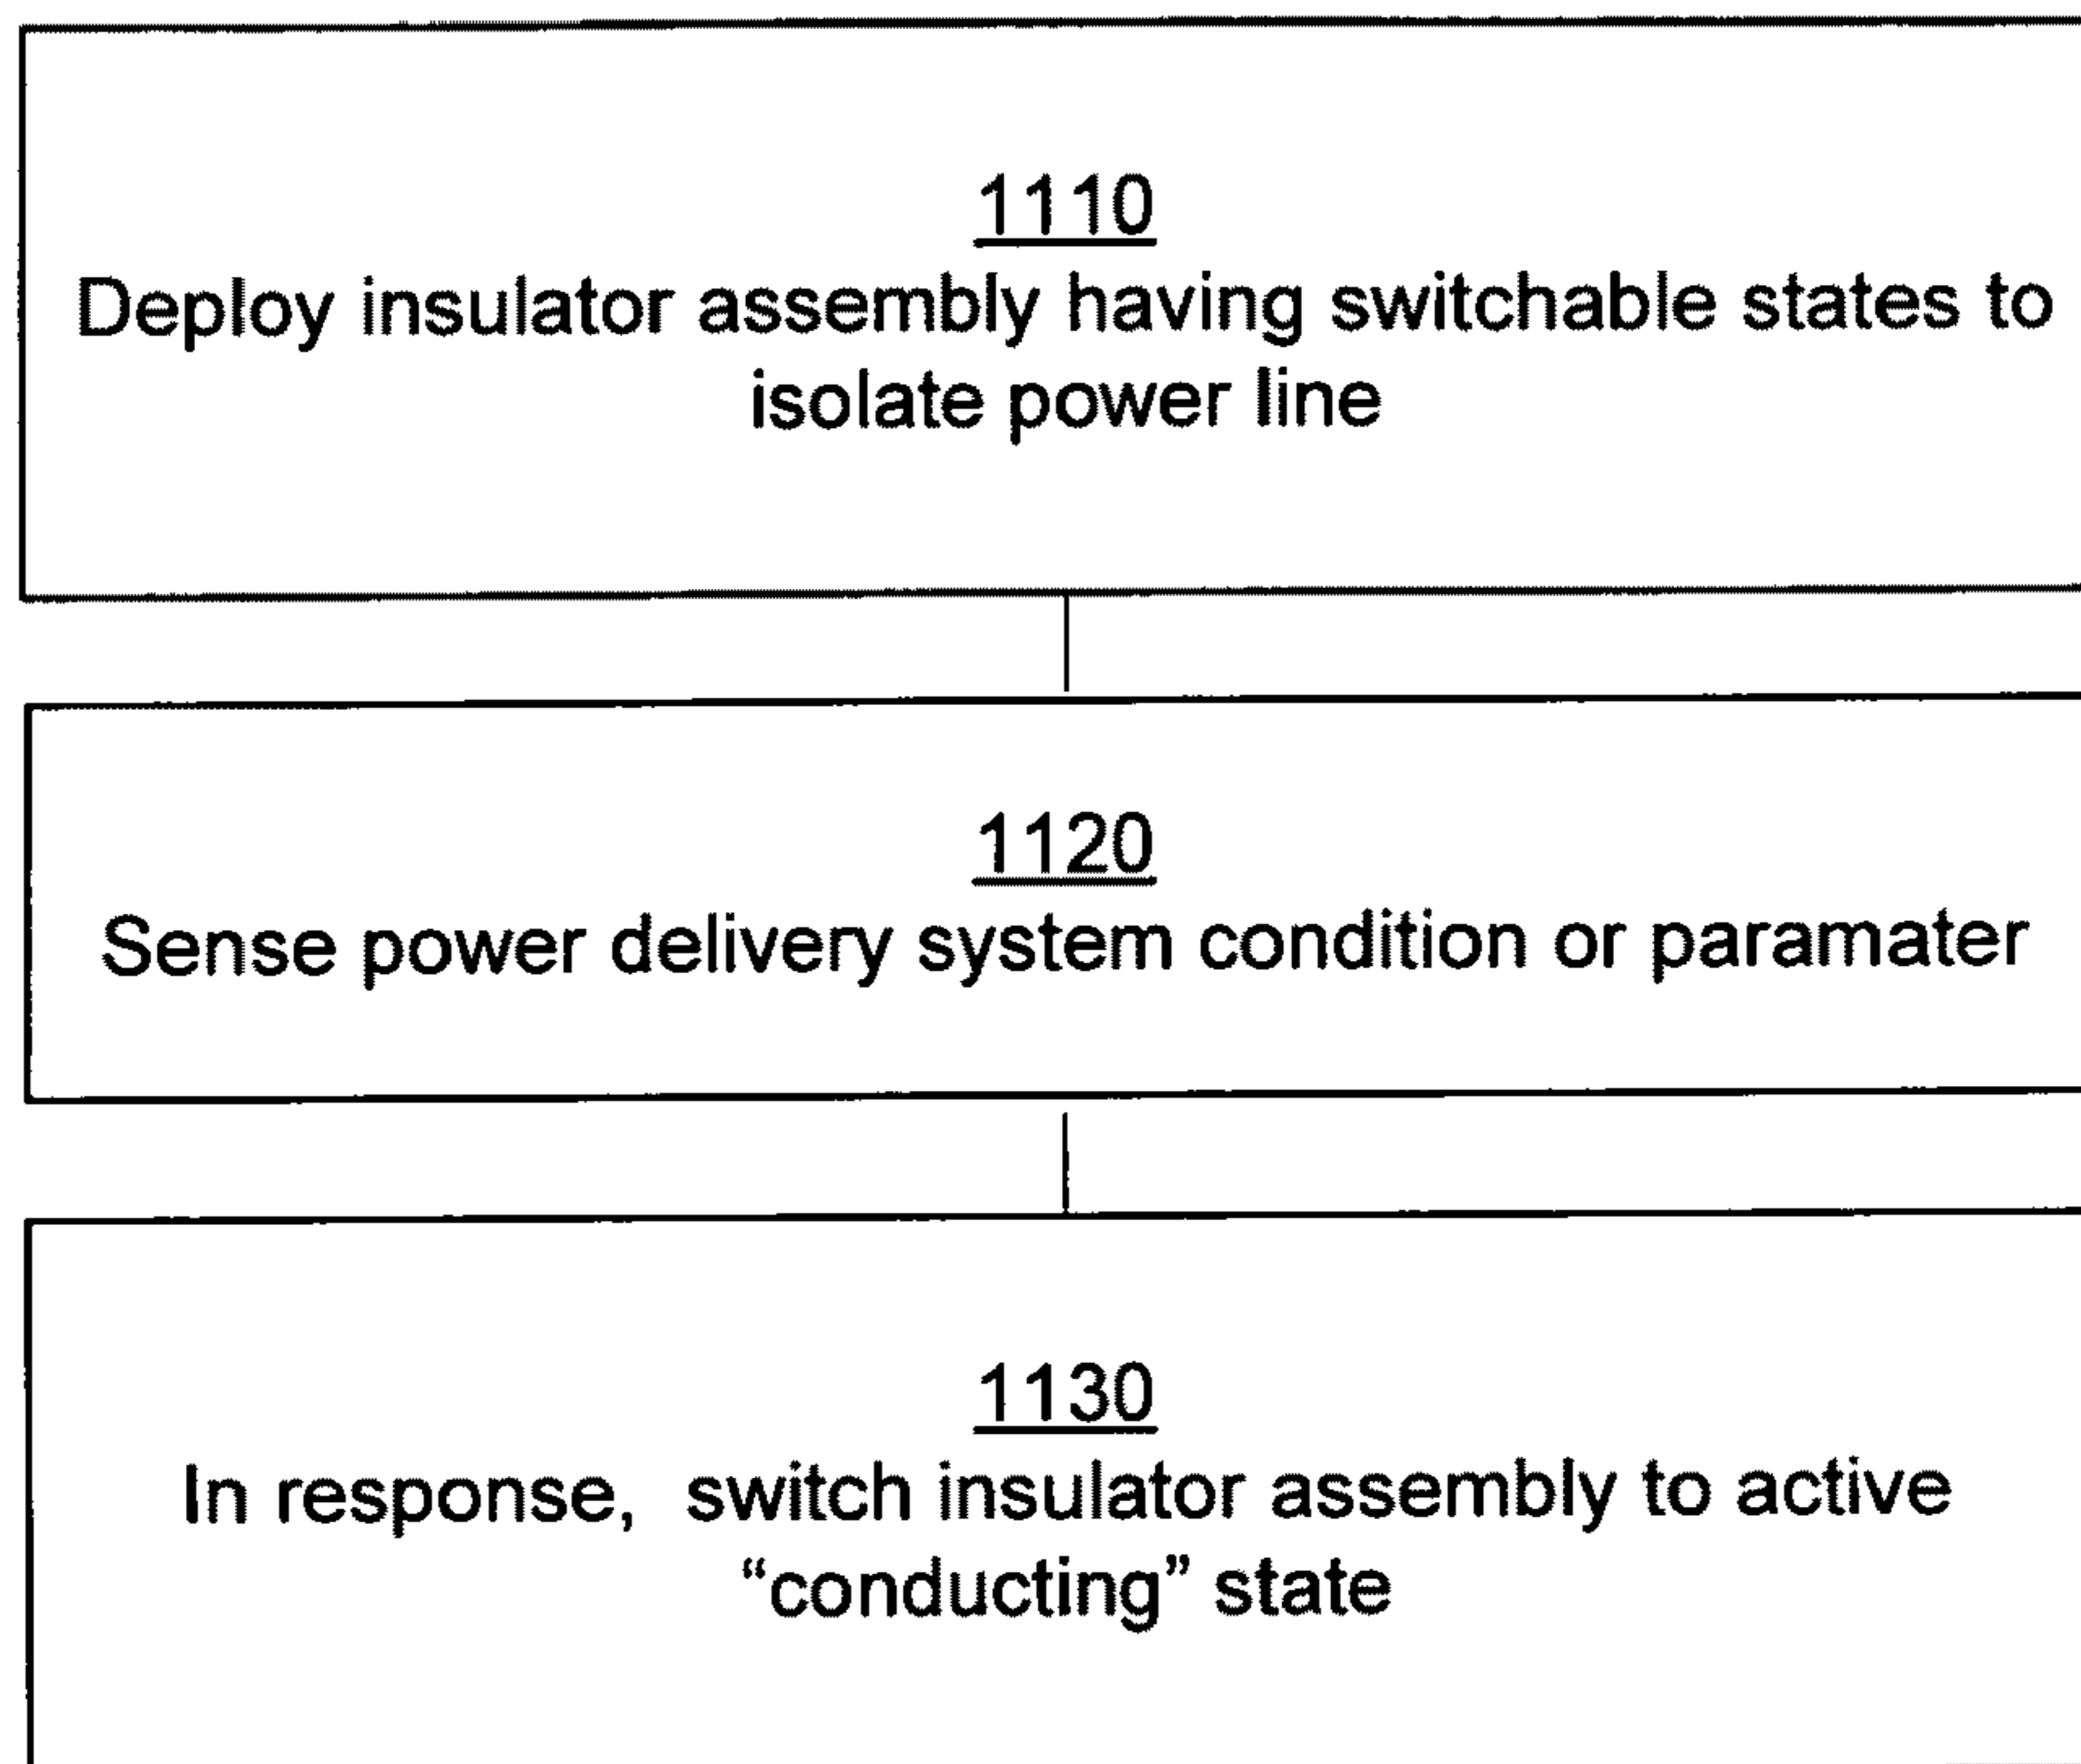 1110
Deploy insulator assembly having switchable states to
isolate power line
1120
Sense power delivery system condition or paramater
1130
In response,  switch insulator assembly to active
“conducting” state